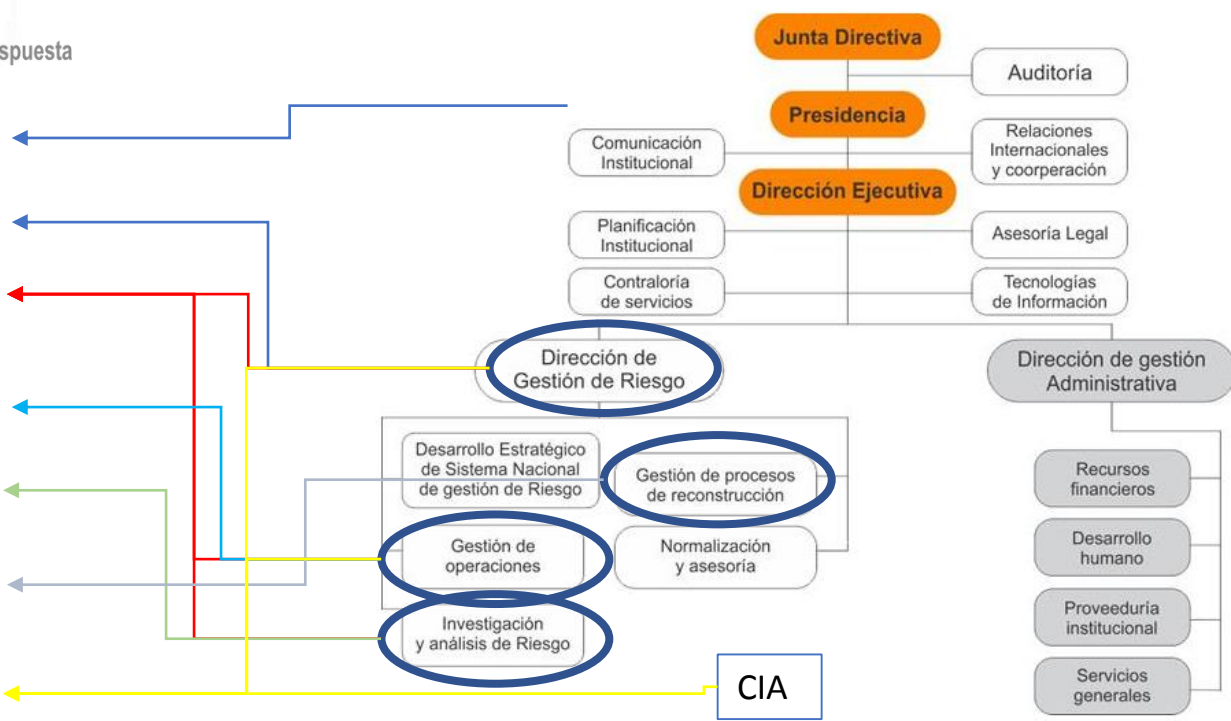 Junta Directiva
spuesta
Auditoría
Presidencia
Comunicación
Institucional
Relaciones
Internacionales
y coorperación
Dirección Ejecutiva
Planificación
Institucional
Asesoría Legal
Contraloría
de servicios
Tecnologías
de Información
Dirección de
Gestión de Riesgo
Dirección de gestión
Administrativa
Desarrollo Estratégico
de Sistema Nacional
de gestión de Riesgo
Gestión de procesos
de reconstrucción
Recursos
financieros
Gestión de
operaciones
Normalización
y asesoría
Desarrollo
humano
Investigación
y análisis de Riesgo
Proveeduría
institucional
CIA
Servicios
generales